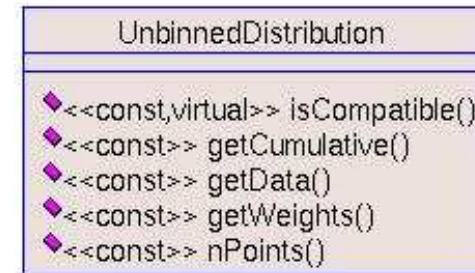 UnbinnedDistribution
<<const,virtual>> isCompatible()
<<const>> getCumulative()
<<const>> getData()
<<const>> getWeights()
<<const>> nPoints()